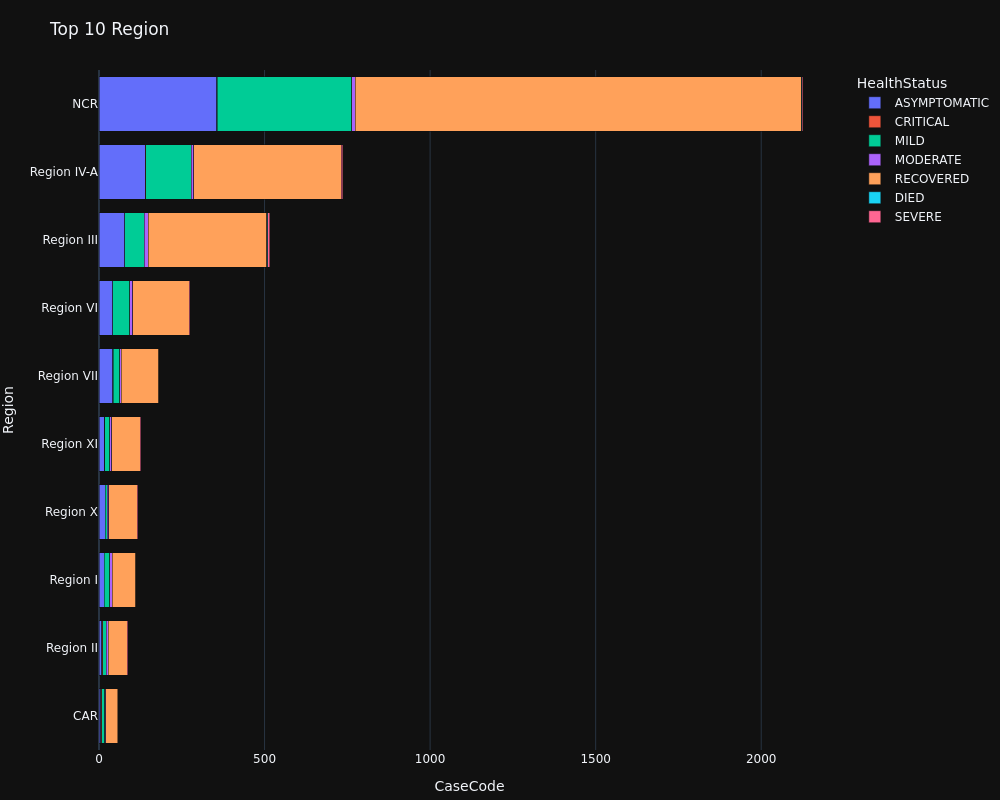 Top 10 Region
HealthStatus
ASYMPTOMATIC
CRITICAL
MILD
MODERATE
RECOVERED
DIED
SEVERE
NCR
Region IV-A
Region III
Region VI
Region VII
Region XI
Region X
Region I
Region II
CAR
Region
0 500 1000 1500 2000
CaseCode